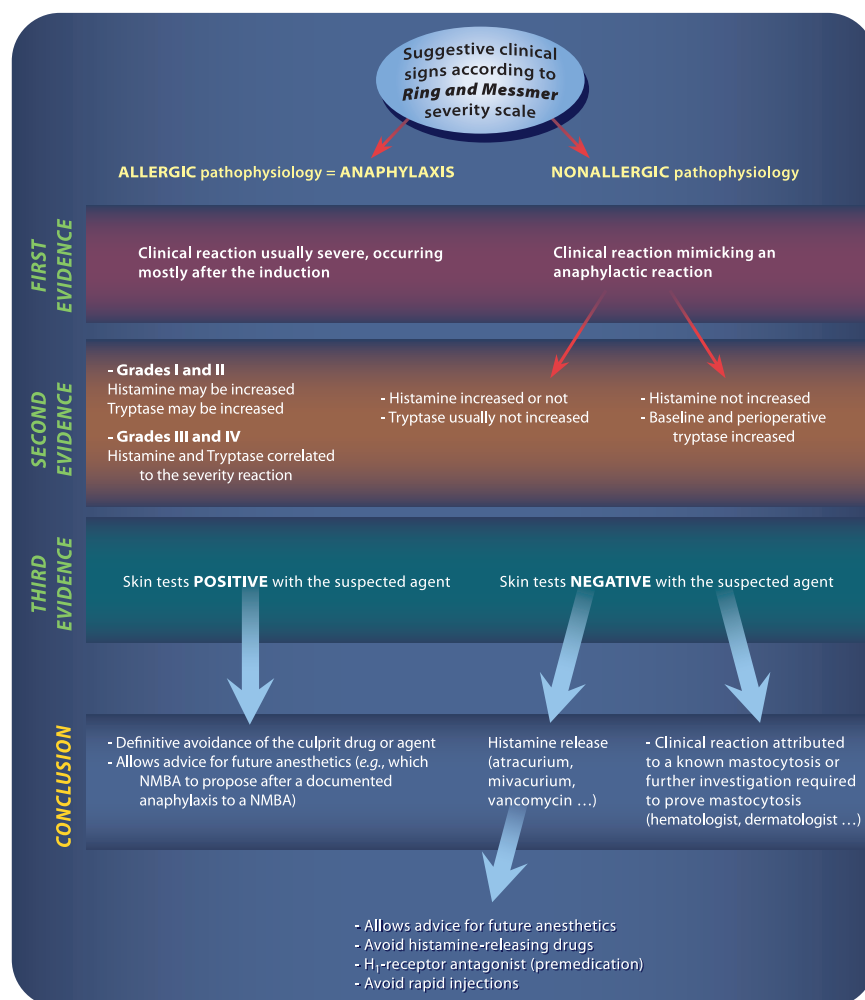 Suggestive clinical
signs according to
Ring and Messmer
severity scale
ALLERGIC pathophysiology = ANAPHYLAXIS
NONALLERGIC pathophysiology
FIRST
EVIDENCE
Clinical reaction usually severe, occurring
mostly after the induction
Clinical reaction mimicking an
anaphylactic reaction
SECOND
EVIDENCE
- Grades I and II
Histamine may be increased
Tryptase may be increased
- Grades III and IV
Histamine and Tryptase correlated
to the severity reaction
- Histamine increased or not
- Tryptase usually not increased
- Histamine not increased
- Baseline and perioperative
tryptase increased
THIRD
EVIDENCE
Skin tests POSITIVE with the suspected agent
Skin tests NEGATIVE with the suspected agent
CONCLUSION
- Definitive avoidance of the culprit drug or agent
- Allows advice for future anesthetics (e.g., which
NMBA to propose after a documented
anaphylaxis to a NMBA)
Histamine release
(atracurium,
mivacurium,
vancomycin ...)
- Clinical reaction attributed
to a known mastocytosis or
further investigation required
to prove mastocytosis
(hematologist, dermatologist ...)
- Allows advice for future anesthetics
- Avoid histamine-releasing drugs
- H₁-receptor antagonist (premedication)
- Avoid rapid injections